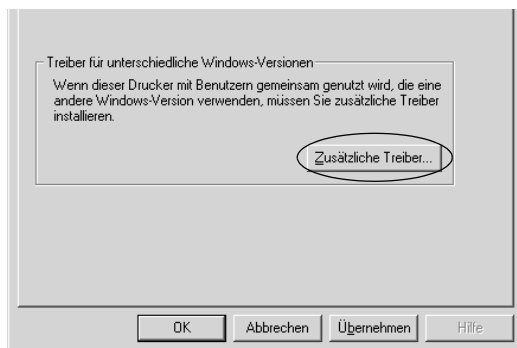 Treiber für unterschiedliche Windows-Versionen
Wenn dieser Drucker mit Benutzern gemeinsam genutzt wird, die eine
andere Windows-Version verwenden, müssen Sie zusätzliche Treiber
installieren.
Zusätzliche Treiber...
OK Abbrechen Übernehmen Hilfe